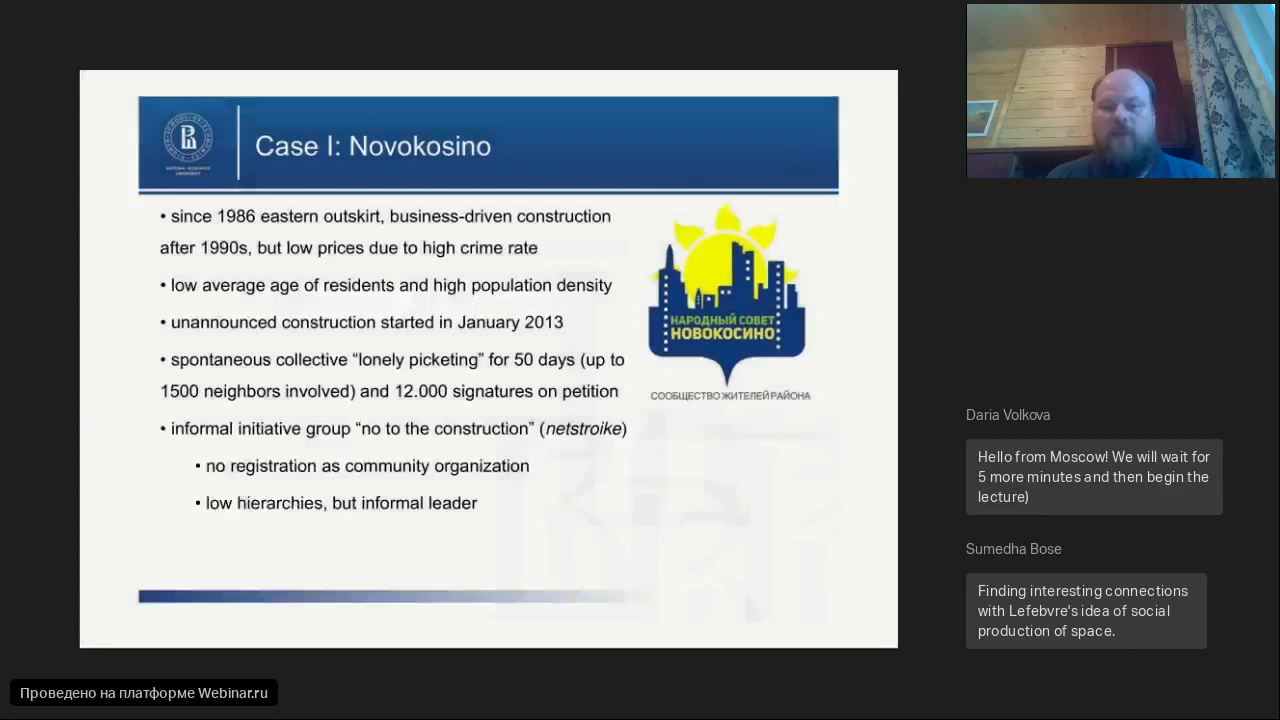 Case I: Novokosino
• since 1986 eastern outskirt, business-driven construction
after 1990s, but low prices due to high crime rate
• low average age of residents and high population density
• unannounced construction started in January 2013
• spontaneous collective “lonely picketing” for 50 days (up to
1500 neighbors involved) and 12.000 signatures on petition
• informal initiative group “no to the construction” (netstroike)
• no registration as community organization
• low hierarchies, but informal leader
НАРОДНЫЙ СОВЕТ
НОВОКОСИНО
СООБЩЕСТВО ЖИТЕЛЕЙ РАЙОНА
Daria Volkova
Hello from Moscow! We will wait for
5 more minutes and then begin the
lecture)
Sumedha Bose
Finding interesting connections
with Lefebvre's idea of social
production of space.
Проведено на платформе Webinar.ru